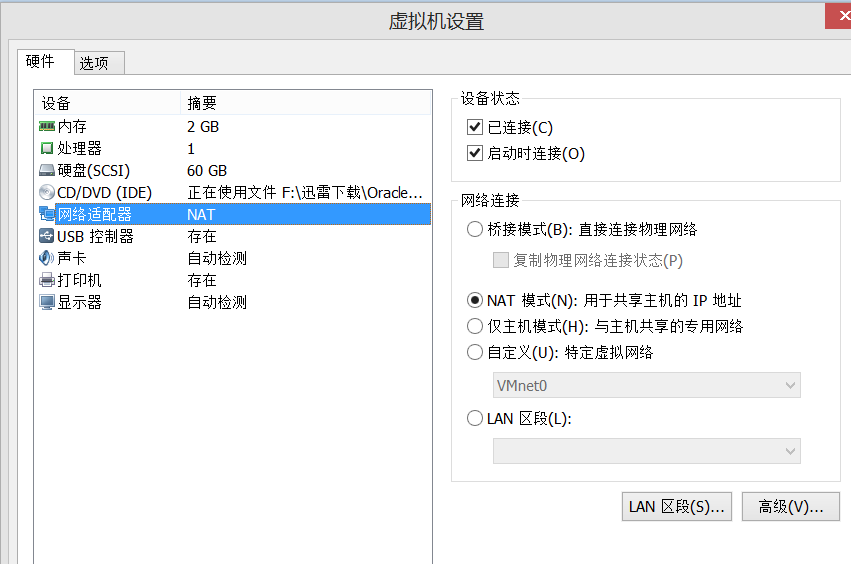 虚拟机设置
硬件 选项
设备 摘要
内存 2 GB
处理器 1
硬盘(SCSI) 60 GB
CD/DVD (IDE) 正在使用文件 F:\迅雷下载\Oracle...
网络适配器 NAT
USB 控制器 存在
声卡 自动检测
打印机 存在
显示器 自动检测
设备状态
已连接(C)
启动时连接(O)
网络连接
桥接模式(B): 直接连接物理网络
复制物理网络连接状态(P)
NAT 模式(N): 用于共享主机的 IP 地址
仅主机模式(H): 与主机共享的专用网络
自定义(U): 特定虚拟网络
VMnet0
LAN 区段(L):
LAN 区段(S)... 高级(V)...